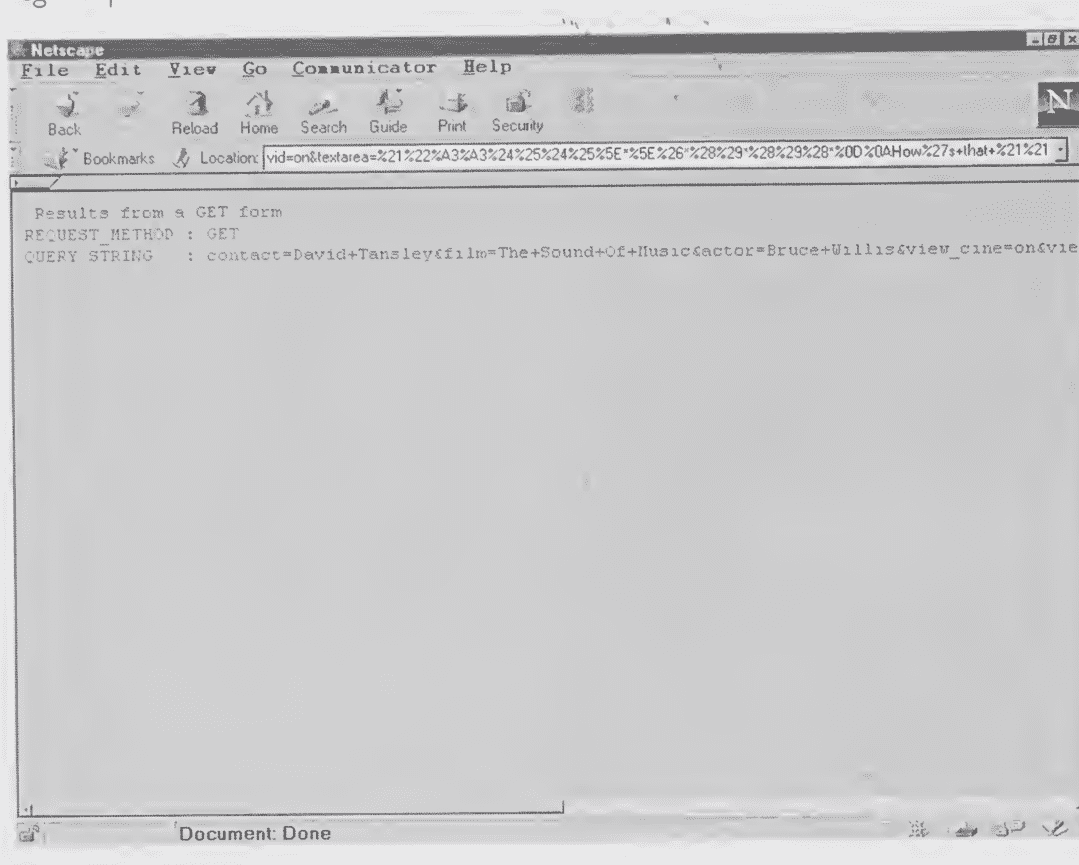 Netscape
File Edit View Go Communicator Help
Back Reload Home Search Guide Print Security
N
Bookmarks Location: vid=on&textarea=%21%22%A3%A3%24%25%24%25%5E*%5E%26*%28%29*%28%29%28*%0D%0AHow%27s+that+%21%21
Results from a GET form
REQUEST_METHOD : GET
QUERY STRING : contact=David+Tansley&film=The+Sound+Of+Music&actor=Bruce+Willis&view_cine=on&vie
Document: Done